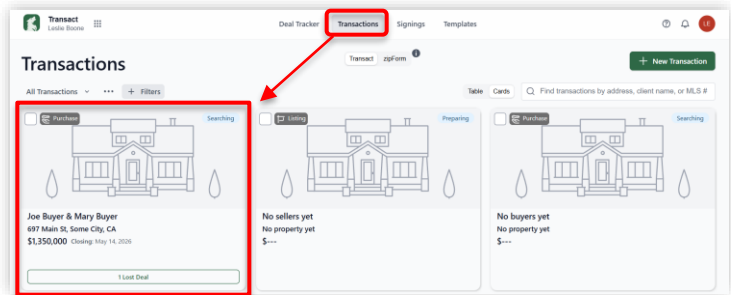 Transact
Leslie Boone
Deal Tracker
Transactions
Signings
Templates
LE
Transactions
Transact
zipForm
+ New Transaction
All Transactions
+ Filters
Table
Cards
Find transactions by address, client name, or MLS #
Purchase
Searching
Joe Buyer & Mary Buyer
697 Main St, Some City, CA
$1,350,000 Closing: May 14, 2026
1 Lost Deal
Listing
Preparing
No sellers yet
No property yet
$---
Purchase
Searching
No buyers yet
No property yet
$---